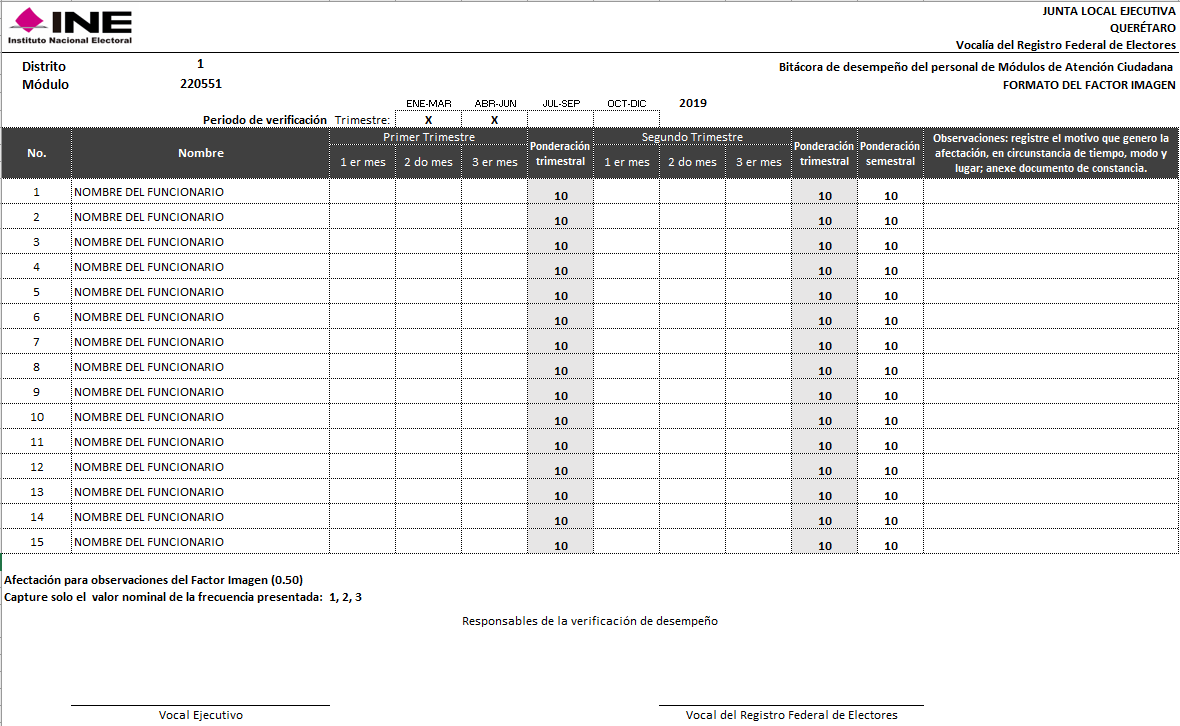 INE
Instituto Nacional Electoral
JUNTA LOCAL EJECUTIVA
QUERÉTARO
Vocalía del Registro Federal de Electores
Distrito 1
Bitácora de desempeño del personal de Módulos de Atención Ciudadana
Módulo 220551
FORMATO DEL FACTOR IMAGEN
ENE-MAR ABR-JUN JUL-SEP OCT-DIC 2019
Periodo de verificación Trimestre: X X
No. Nombre Primer Trimestre Ponderación trimestral Segundo Trimestre Ponderación trimestral Ponderación semestral Observaciones: registre el motivo que genero la
afectación, en circunstancia de tiempo, modo y
lugar; anexe documento de constancia.
1 er mes 2 do mes 3 er mes 1 er mes 2 do mes 3 er mes
1 NOMBRE DEL FUNCIONARIO 10 10 10
2 NOMBRE DEL FUNCIONARIO 10 10 10
3 NOMBRE DEL FUNCIONARIO 10 10 10
4 NOMBRE DEL FUNCIONARIO 10 10 10
5 NOMBRE DEL FUNCIONARIO 10 10 10
6 NOMBRE DEL FUNCIONARIO 10 10 10
7 NOMBRE DEL FUNCIONARIO 10 10 10
8 NOMBRE DEL FUNCIONARIO 10 10 10
9 NOMBRE DEL FUNCIONARIO 10 10 10
10 NOMBRE DEL FUNCIONARIO 10 10 10
11 NOMBRE DEL FUNCIONARIO 10 10 10
12 NOMBRE DEL FUNCIONARIO 10 10 10
13 NOMBRE DEL FUNCIONARIO 10 10 10
14 NOMBRE DEL FUNCIONARIO 10 10 10
15 NOMBRE DEL FUNCIONARIO 10 10 10
Afectación para observaciones del Factor Imagen (0.50)
Capture solo el valor nominal de la frecuencia presentada: 1, 2, 3
Responsables de la verificación de desempeño
Vocal Ejecutivo Vocal del Registro Federal de Electores